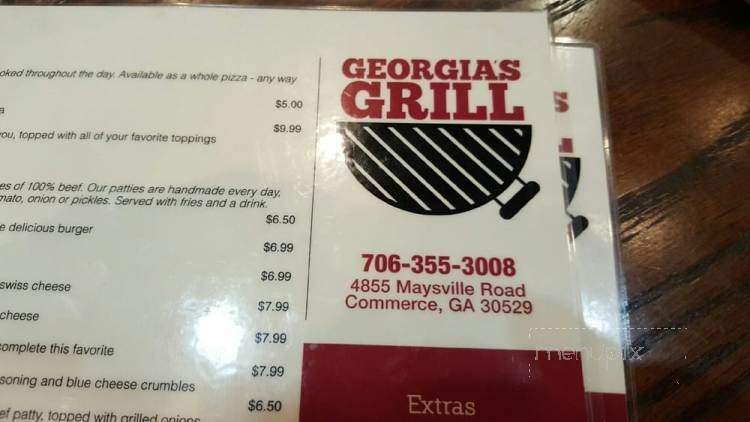 ooked throughout the day. Available as a whole pizza - any way
$5.00
a
$9.99
you, topped with all of your favorite toppings
es of 100% beef. Our patties are handmade every day,
mato, onion or pickles. Served with fries and a drink.
$6.50
e delicious burger
$6.99
$6.99
swiss cheese
$7.99
cheese
$7.99
complete this favorite
$7.99
soning and blue cheese crumbles
$6.50
ef patty, topped with grilled onions
GEORGIA'S
GRILL
706-355-3008
4855 Maysville Road
Commerce, GA 30529
Extras
S
L
menupix